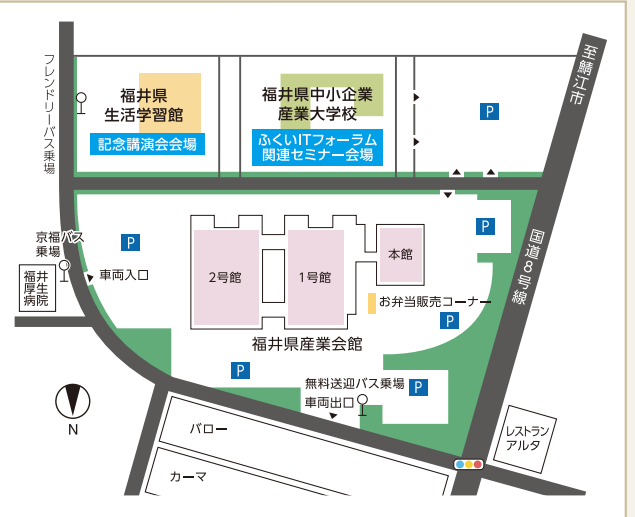 フレンドリーバス乗場
福井県
生活学習館
記念講演会会場
福井県中小企業
産業大学校
ふくいITフォーラム
関連セミナー会場
P
至鯖江市
京福バス
乗場
P
福井
厚生
病院
車両入口
2号館
1号館
本館
P
国道8号線
お弁当販売コーナー
P
福井県産業会館
P
無料送迎バス乗場
P
車両出口
N
バロー
カーマ
レストラン
アルタ